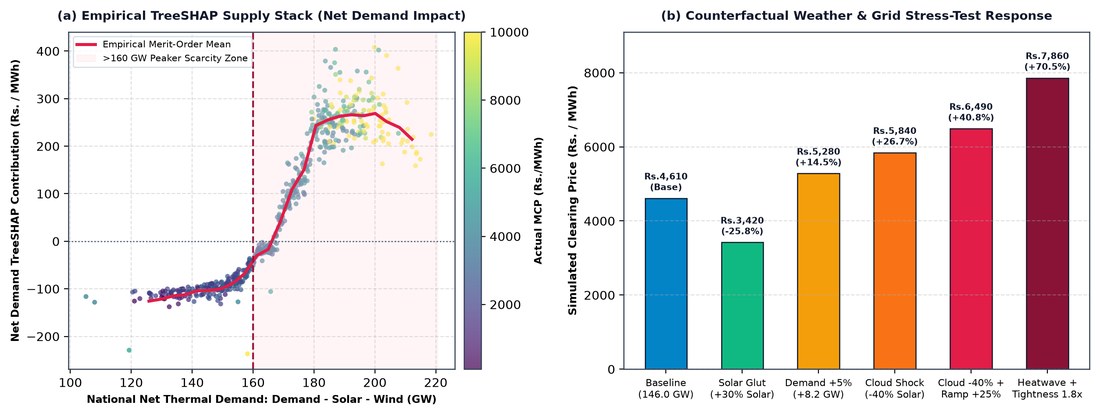 (a) Empirical TreeSHAP Supply Stack (Net Demand Impact)
Empirical Merit-Order Mean
>160 GW Peaker Scarcity Zone
Net Demand TreeSHAP Contribution (Rs. / MWh)
400
300
200
100
0
−100
−200
100
120
140
160
180
200
220
National Net Thermal Demand: Demand - Solar - Wind (GW)
10000
8000
6000
4000
2000
Actual MCP (Rs./MWh)
(b) Counterfactual Weather & Grid Stress-Test Response
Simulated Clearing Price (Rs. / MWh)
8000
6000
4000
2000
0
Rs.4,610
(Base)
Rs.3,420
(-25.8%)
Rs.5,280
(+14.5%)
Rs.5,840
(+26.7%)
Rs.6,490
(+40.8%)
Rs.7,860
(+70.5%)
Baseline
(146.0 GW)
Solar Glut
(+30% Solar)
Demand +5%
(+8.2 GW)
Cloud Shock
(-40% Solar)
Cloud -40% +
Ramp +25%
Heatwave +
Tightness 1.8x